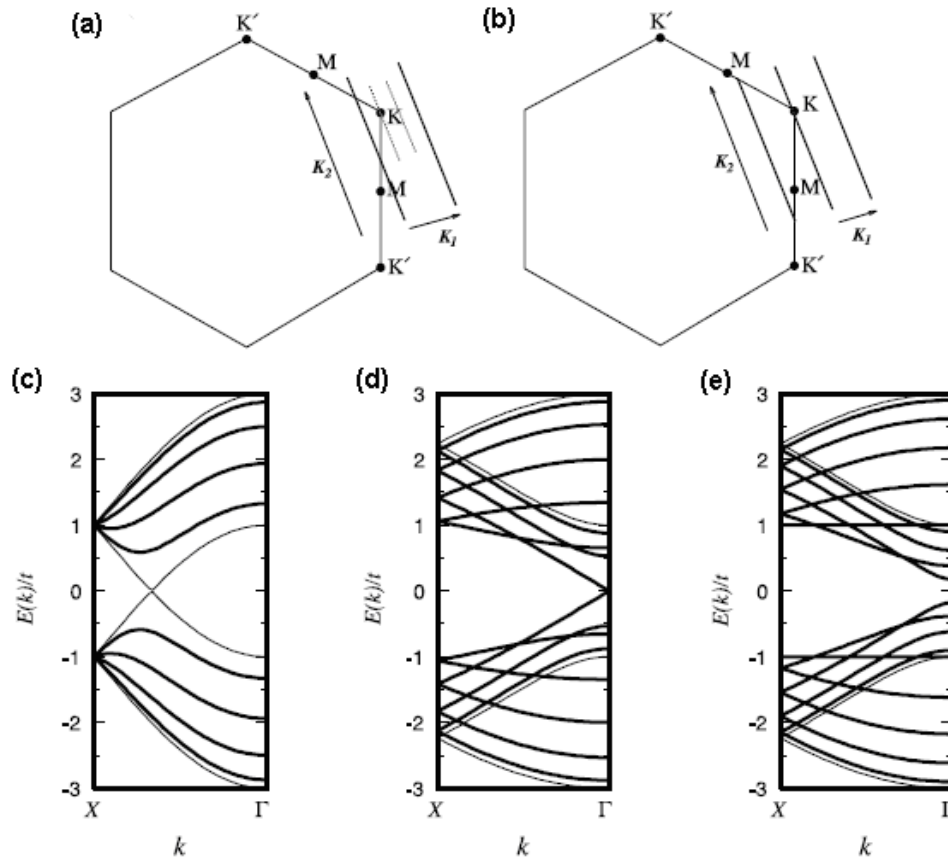 (a)
K′
M
K
K₂
M
K₁
K′
(b)
K′
M
K
K₂
M
K₁
K′
(c)
3
2
1
0
-1
-2
-3
E(k)/t
X
Γ
k
(d)
3
2
1
0
-1
-2
-3
E(k)/t
X
Γ
k
(e)
3
2
1
0
-1
-2
-3
E(k)/t
X
k